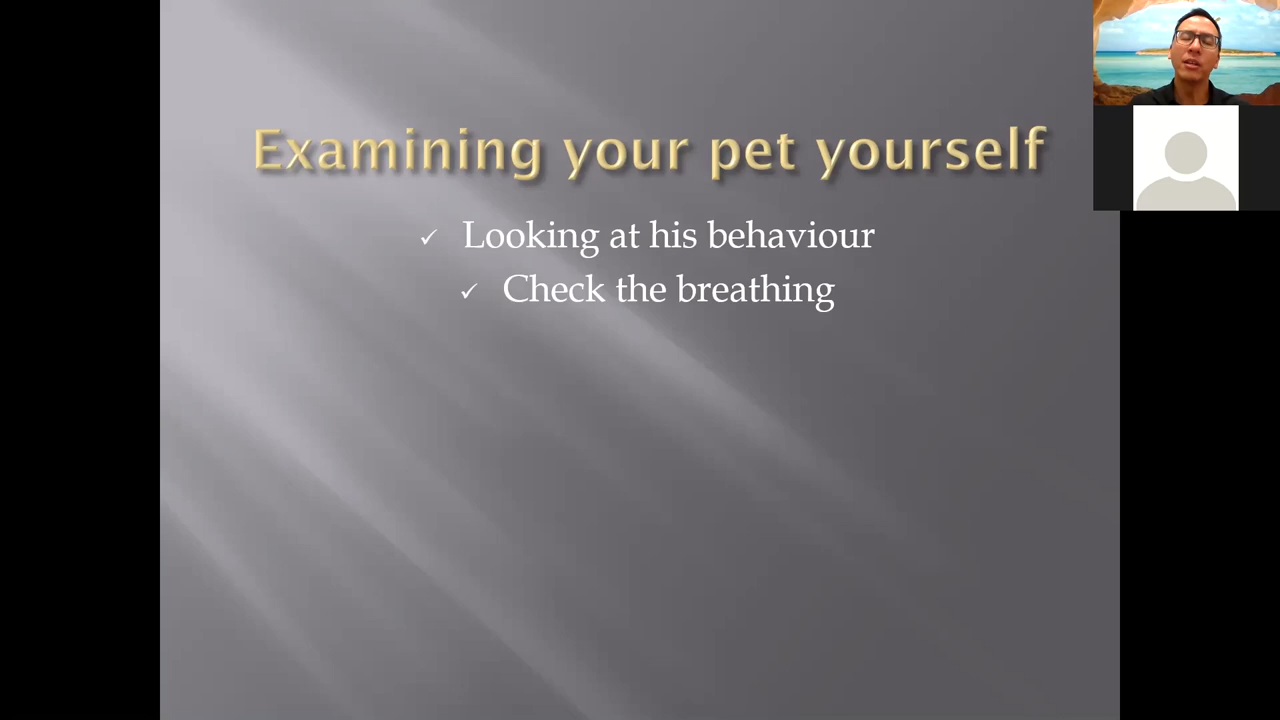 Examining your pet yourself
✓ Looking at his behaviour
✓ Check the breathing